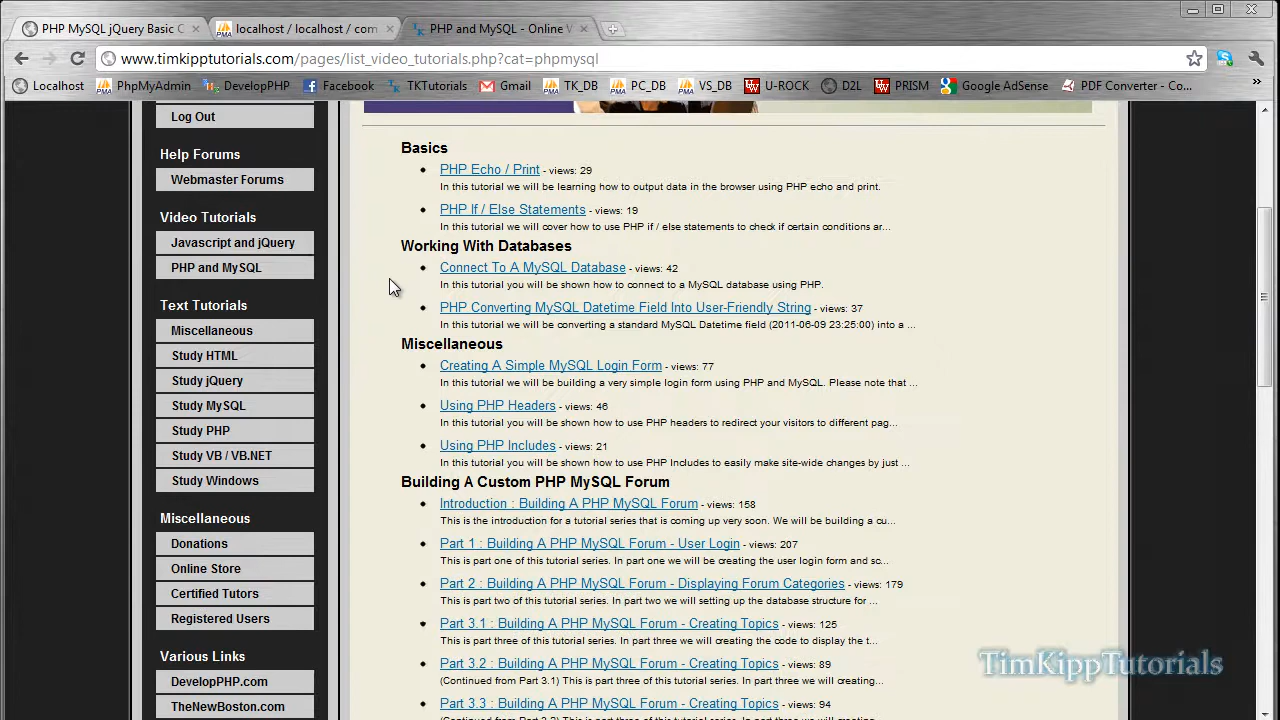 PHP MySQL jQuery Basic C
localhost / localhost / com
PHP and MySQL - Online V
www.timkipptutorials.com/pages/list_video_tutorials.php?cat=phpmysql
Localhost
PhpMyAdmin
DevelopPHP
Facebook
TKTutorials
Gmail
TK_DB
PC_DB
VS_DB
U-ROCK
D2L
PRISM
Google AdSense
PDF Converter - Co...
»
Log Out
Help Forums
Webmaster Forums
Video Tutorials
Javascript and jQuery
PHP and MySQL
Text Tutorials
Miscellaneous
Study HTML
Study jQuery
Study MySQL
Study PHP
Study VB / VB.NET
Study Windows
Miscellaneous
Donations
Online Store
Certified Tutors
Registered Users
Various Links
DevelopPHP.com
TheNewBoston.com
Basics
PHP Echo / Print - views: 29
In this tutorial we will be learning how to output data in the browser using PHP echo and print.
PHP If / Else Statements - views: 19
In this tutorial we will cover how to use PHP if / else statements to check if certain conditions ar...
Working With Databases
Connect To A MySQL Database - views: 42
In this tutorial you will be shown how to connect to a MySQL database using PHP.
PHP Converting MySQL Datetime Field Into User-Friendly String - views: 37
In this tutorial we will be converting a standard MySQL Datetime field (2011-06-09 23:25:00) into a ...
Miscellaneous
Creating A Simple MySQL Login Form - views: 77
In this tutorial we will be building a very simple login form using PHP and MySQL. Please note that ...
Using PHP Headers - views: 46
In this tutorial you will be shown how to use PHP headers to redirect your visitors to different pag...
Using PHP Includes - views: 21
In this tutorial you will be shown how to use PHP Includes to easily make site-wide changes by just ...
Building A Custom PHP MySQL Forum
Introduction : Building A PHP MySQL Forum - views: 158
This is the introduction for a tutorial series that is coming up very soon. We will be building a cu...
Part 1 : Building A PHP MySQL Forum - User Login - views: 207
This is part one of this tutorial series. In part one we will be creating the user login form and sc...
Part 2 : Building A PHP MySQL Forum - Displaying Forum Categories - views: 179
This is part two of this tutorial series. In part two we will setting up the database structure for ...
Part 3.1 : Building A PHP MySQL Forum - Creating Topics - views: 125
This is part three of this tutorial series. In part three we will creating the code to display the t...
Part 3.2 : Building A PHP MySQL Forum - Creating Topics - views: 89
(Continued from Part 3.1) This is part three of this tutorial series. In part three we will creating...
Part 3.3 : Building A PHP MySQL Forum - Creating Topics - views: 94
TimKippTutorials